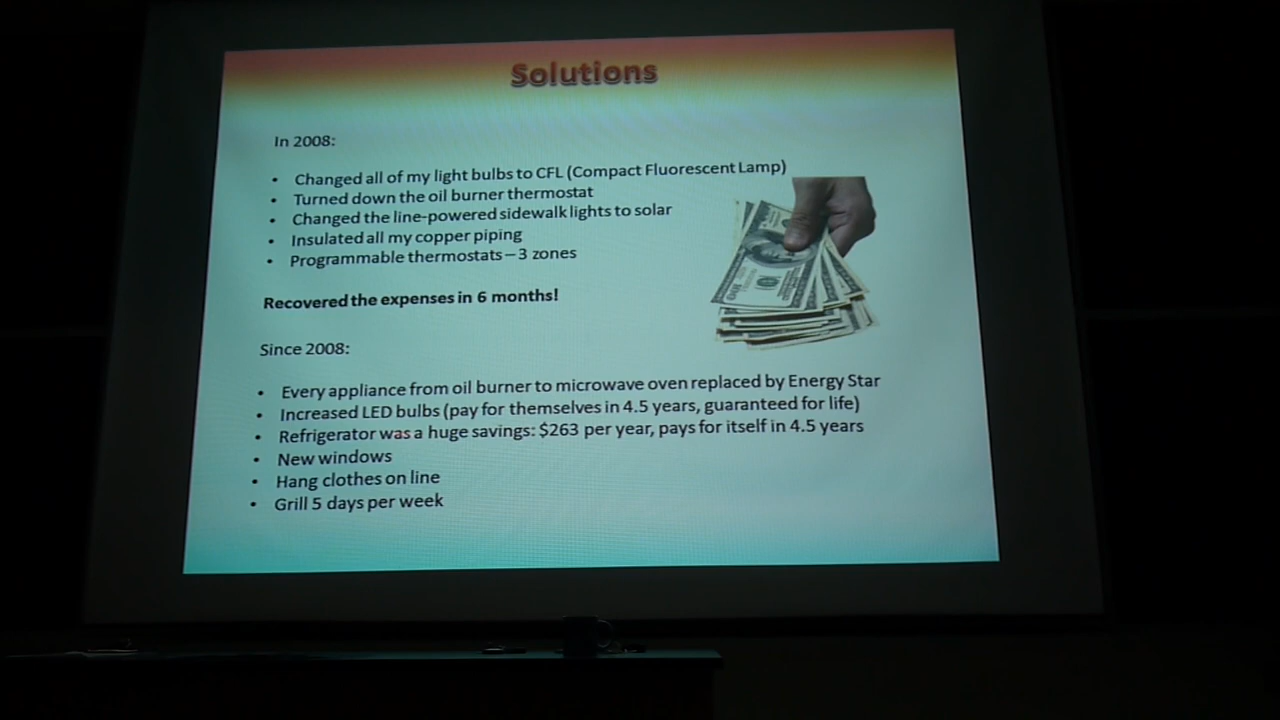 Solutions
In 2008:
• Changed all of my light bulbs to CFL (Compact Fluorescent Lamp)
• Turned down the oil burner thermostat
• Changed the line-powered sidewalk lights to solar
• Insulated all my copper piping
• Programmable thermostats – 3 zones
Recovered the expenses in 6 months!
Since 2008:
• Every appliance from oil burner to microwave oven replaced by Energy Star
• Increased LED bulbs (pay for themselves in 4.5 years, guaranteed for life)
• Refrigerator was a huge savings: $263 per year, pays for itself in 4.5 years
• New windows
• Hang clothes on line
• Grill 5 days per week